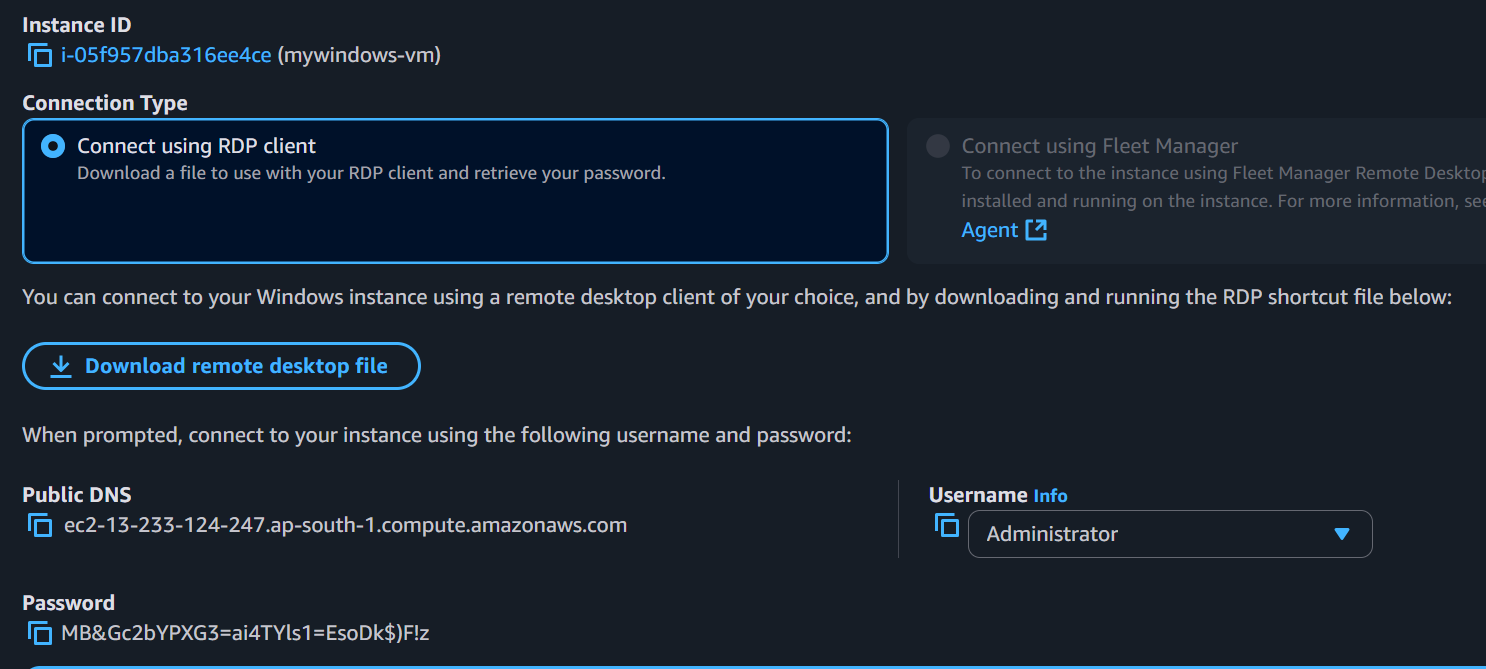 Instance ID
i-05f957dba316ee4ce (mywindows-vm)
Connection Type
Connect using RDP client
Download a file to use with your RDP client and retrieve your password.
Connect using Fleet Manager
To connect to the instance using Fleet Manager Remote Desktop
installed and running on the instance. For more information, see
Agent
You can connect to your Windows instance using a remote desktop client of your choice, and by downloading and running the RDP shortcut file below:
Download remote desktop file
When prompted, connect to your instance using the following username and password:
Public DNS
ec2-13-233-124-247.ap-south-1.compute.amazonaws.com
Username Info
Administrator
Password
MB&Gc2bYPXG3=ai4TYls1=EsoDk$)F!z